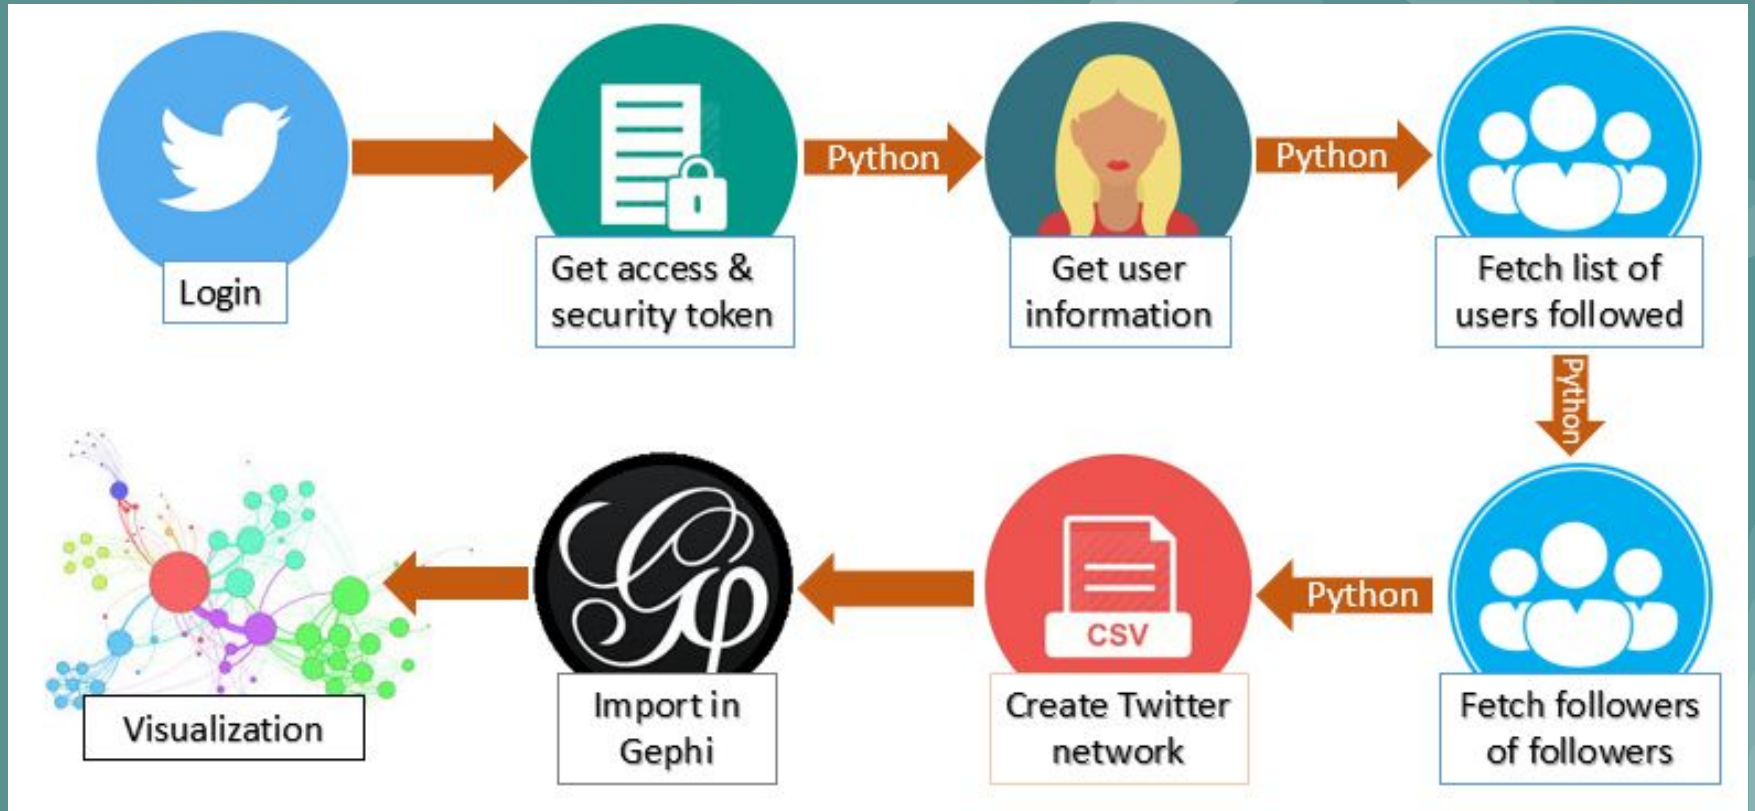 Login
Get access &
security token
Python
Get user
information
Python
Fetch list of
users followed
Python
Fetch followers
of followers
Python
CSV
Create Twitter
network
Import in
Gephi
Visualization